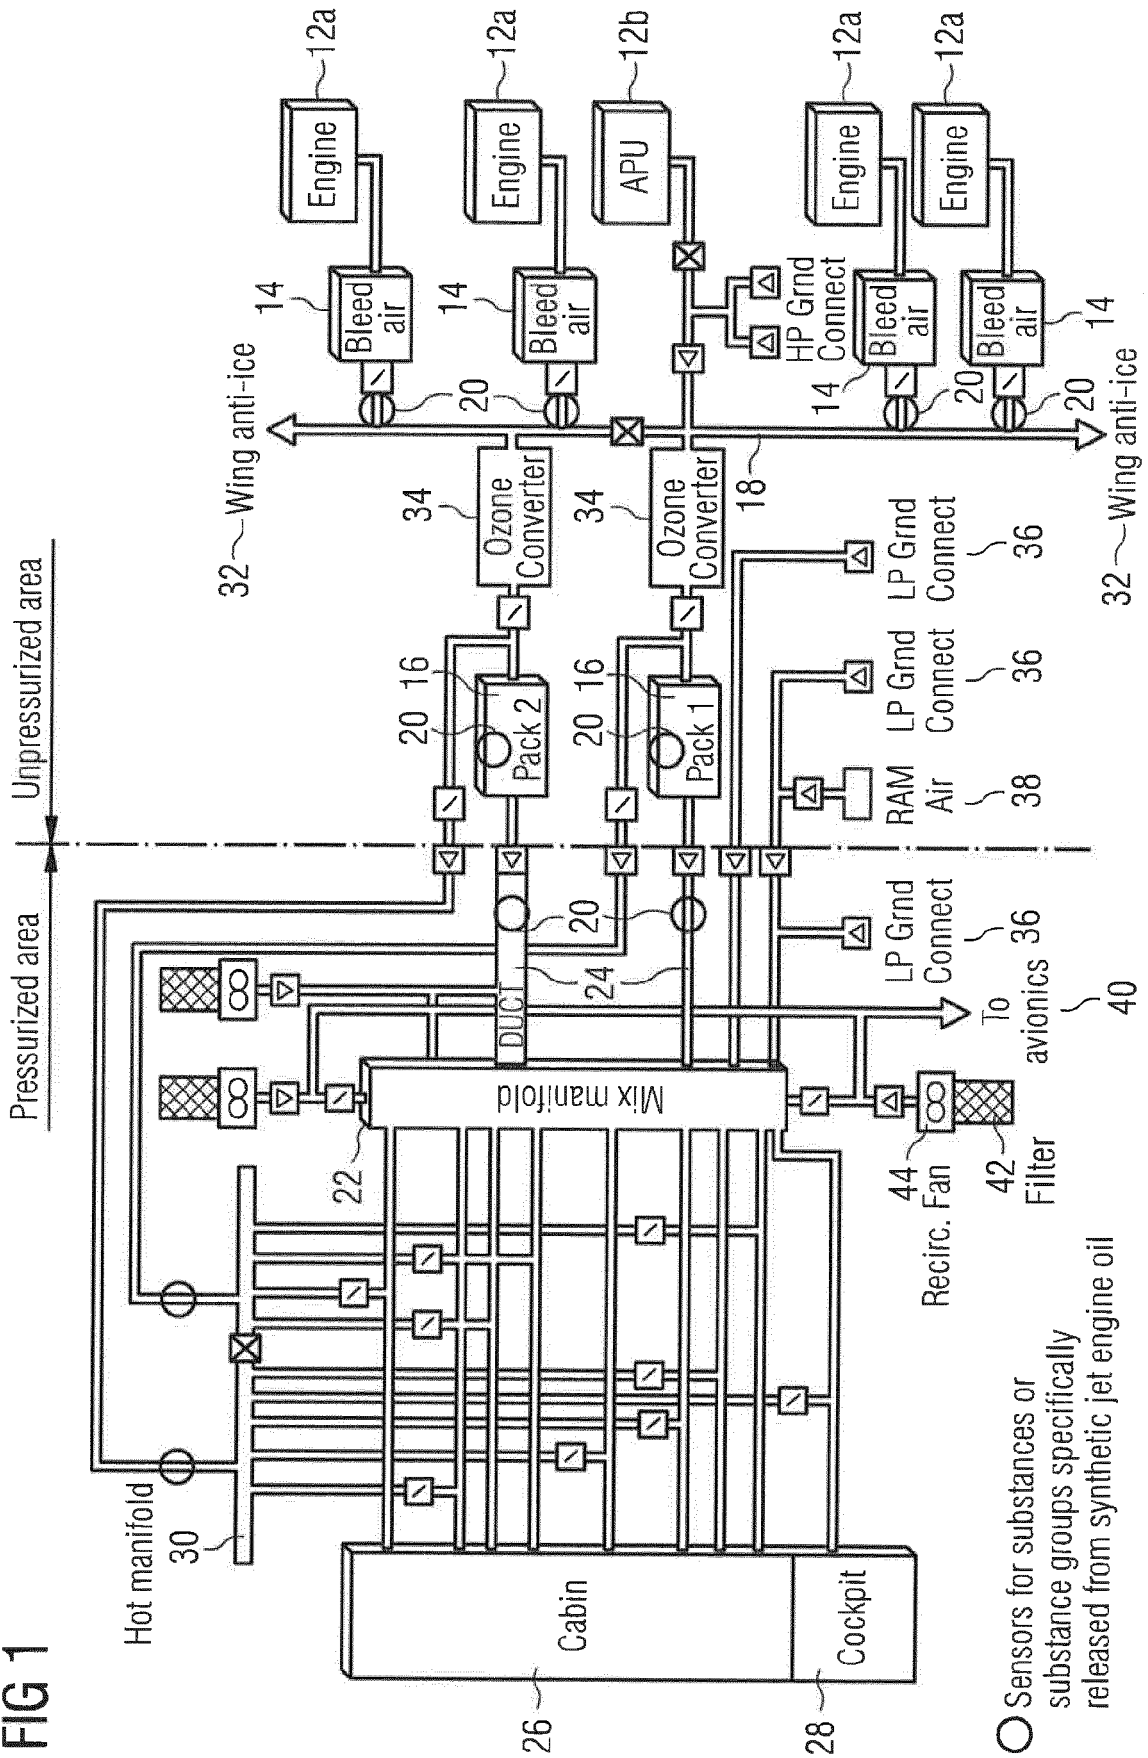 FIG 1
Pressurized area
Unpressurized area
Hot manifold
30
22
32
Wing anti-ice
14
Bleed
air
Engine
12a
14
Bleed
air
Engine
12a
APU
12b
20
20
34
Ozone
Converter
34
Ozone
Converter
16
20
Pack 2
16
20
Pack 1
20
24
DUCT
Mix manifold
18
HP Grnd
Connect
14
Bleed
air
Engine
12a
20
14
Bleed
air
Engine
12a
20
32
Wing anti-ice
LP Grnd
Connect
36
LP Grnd
Connect
36
RAM
Air
38
LP Grnd
Connect
36
To
avionics
40
44
Recirc. Fan
42
Filter
Cabin
26
Cockpit
28
Sensors for substances or
substance groups specifically
released from synthetic jet engine oil